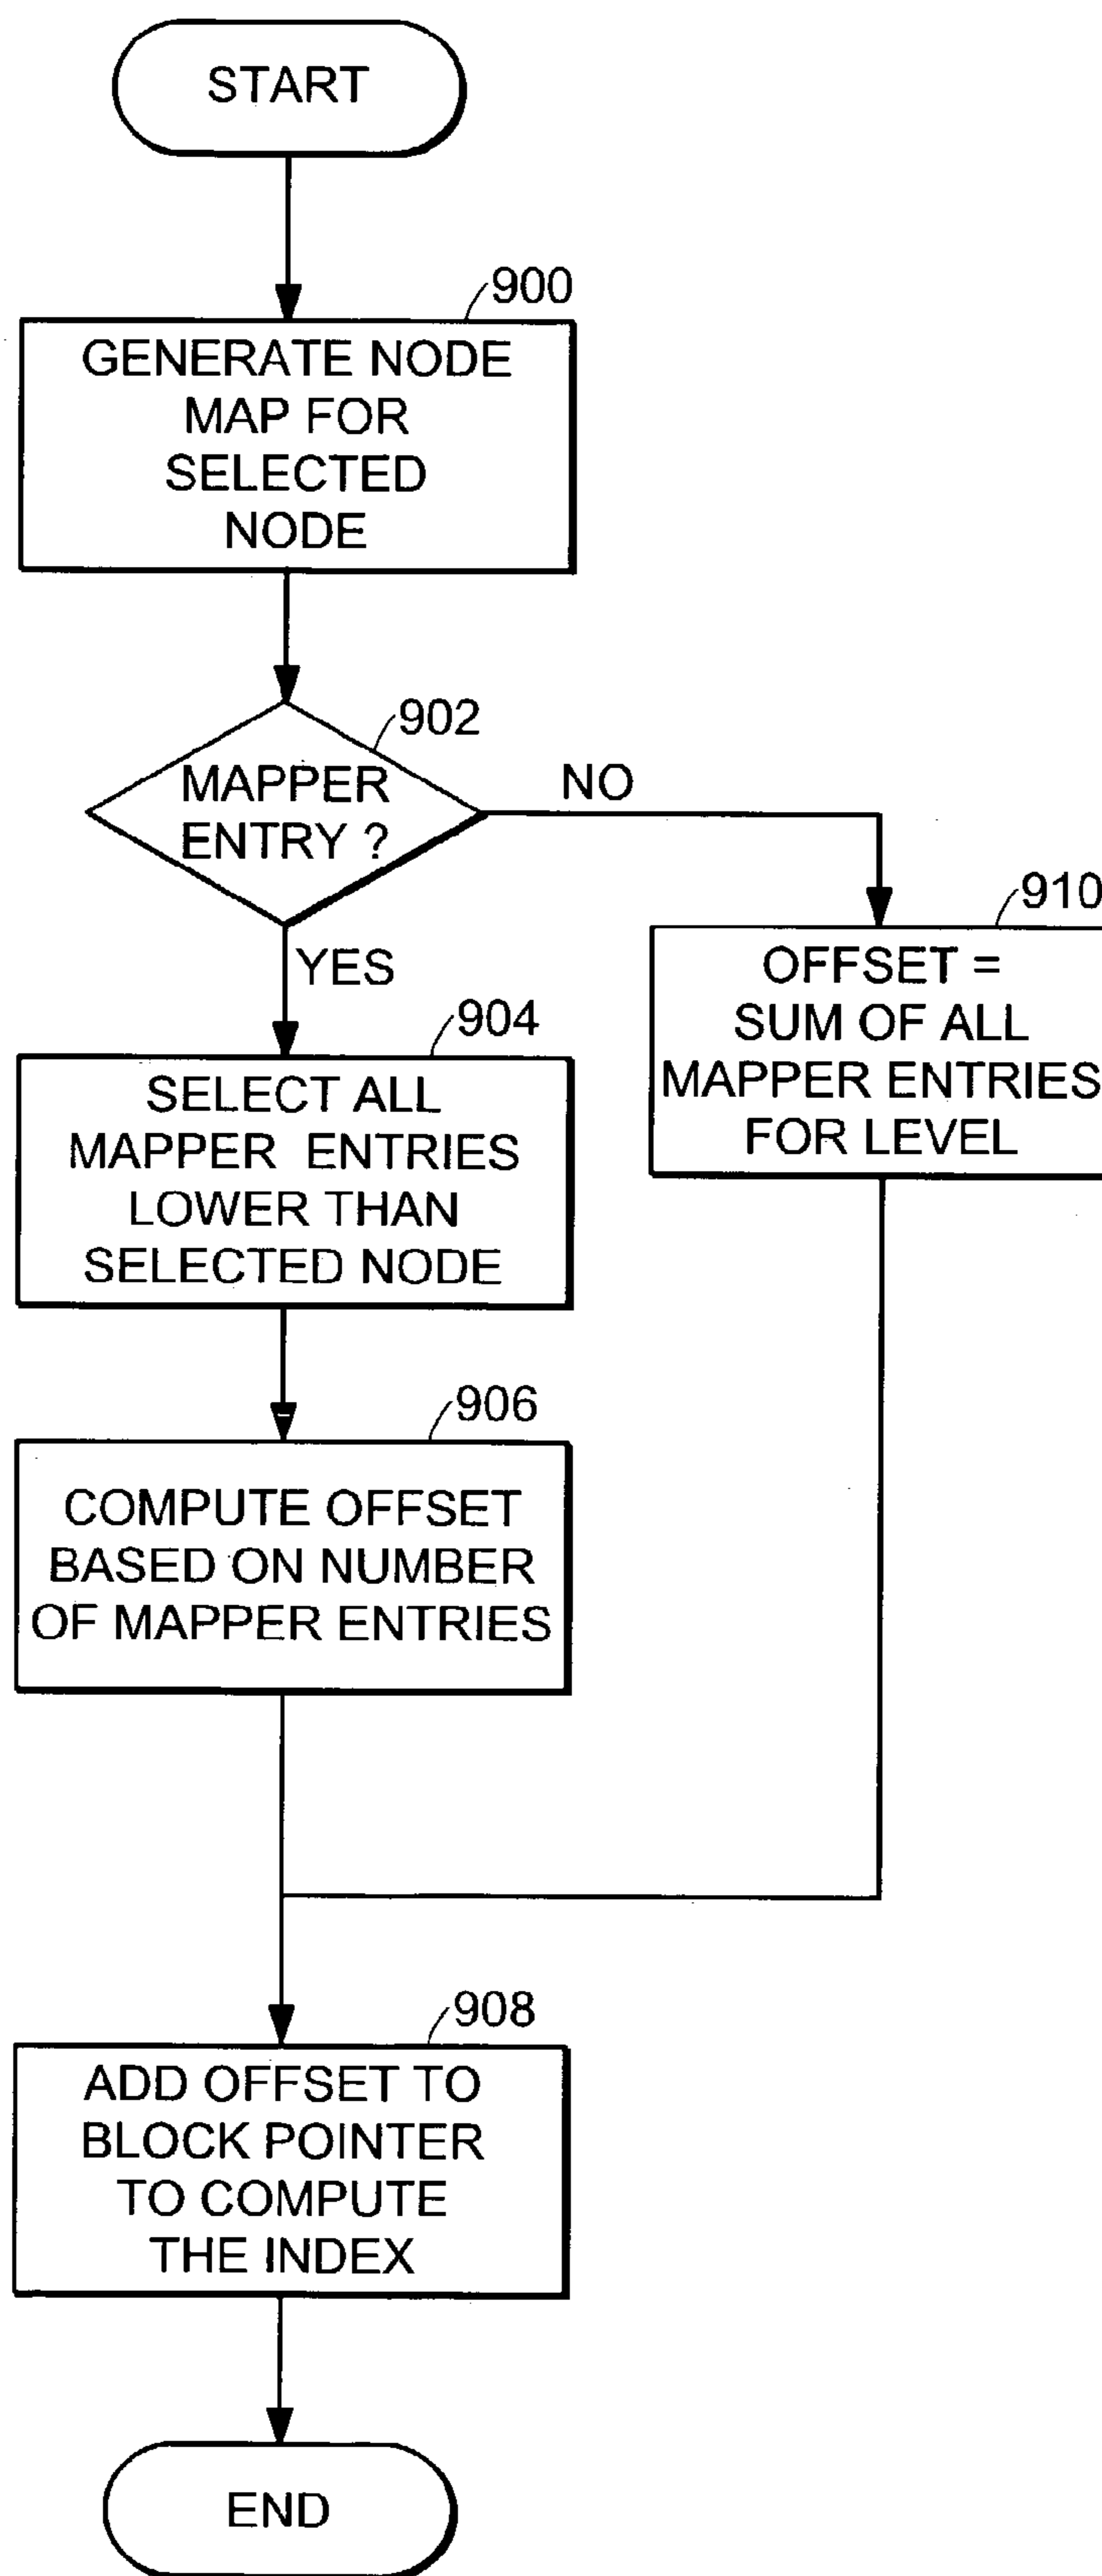 START
900
GENERATE NODE
MAP FOR
SELECTED
NODE
902
MAPPER
ENTRY ?
NO
YES
910
OFFSET =
SUM OF ALL
MAPPER ENTRIES
FOR LEVEL
904
SELECT ALL
MAPPER ENTRIES
LOWER THAN
SELECTED NODE
906
COMPUTE OFFSET
BASED ON NUMBER
OF MAPPER ENTRIES
908
ADD OFFSET TO
BLOCK POINTER
TO COMPUTE
THE INDEX
END